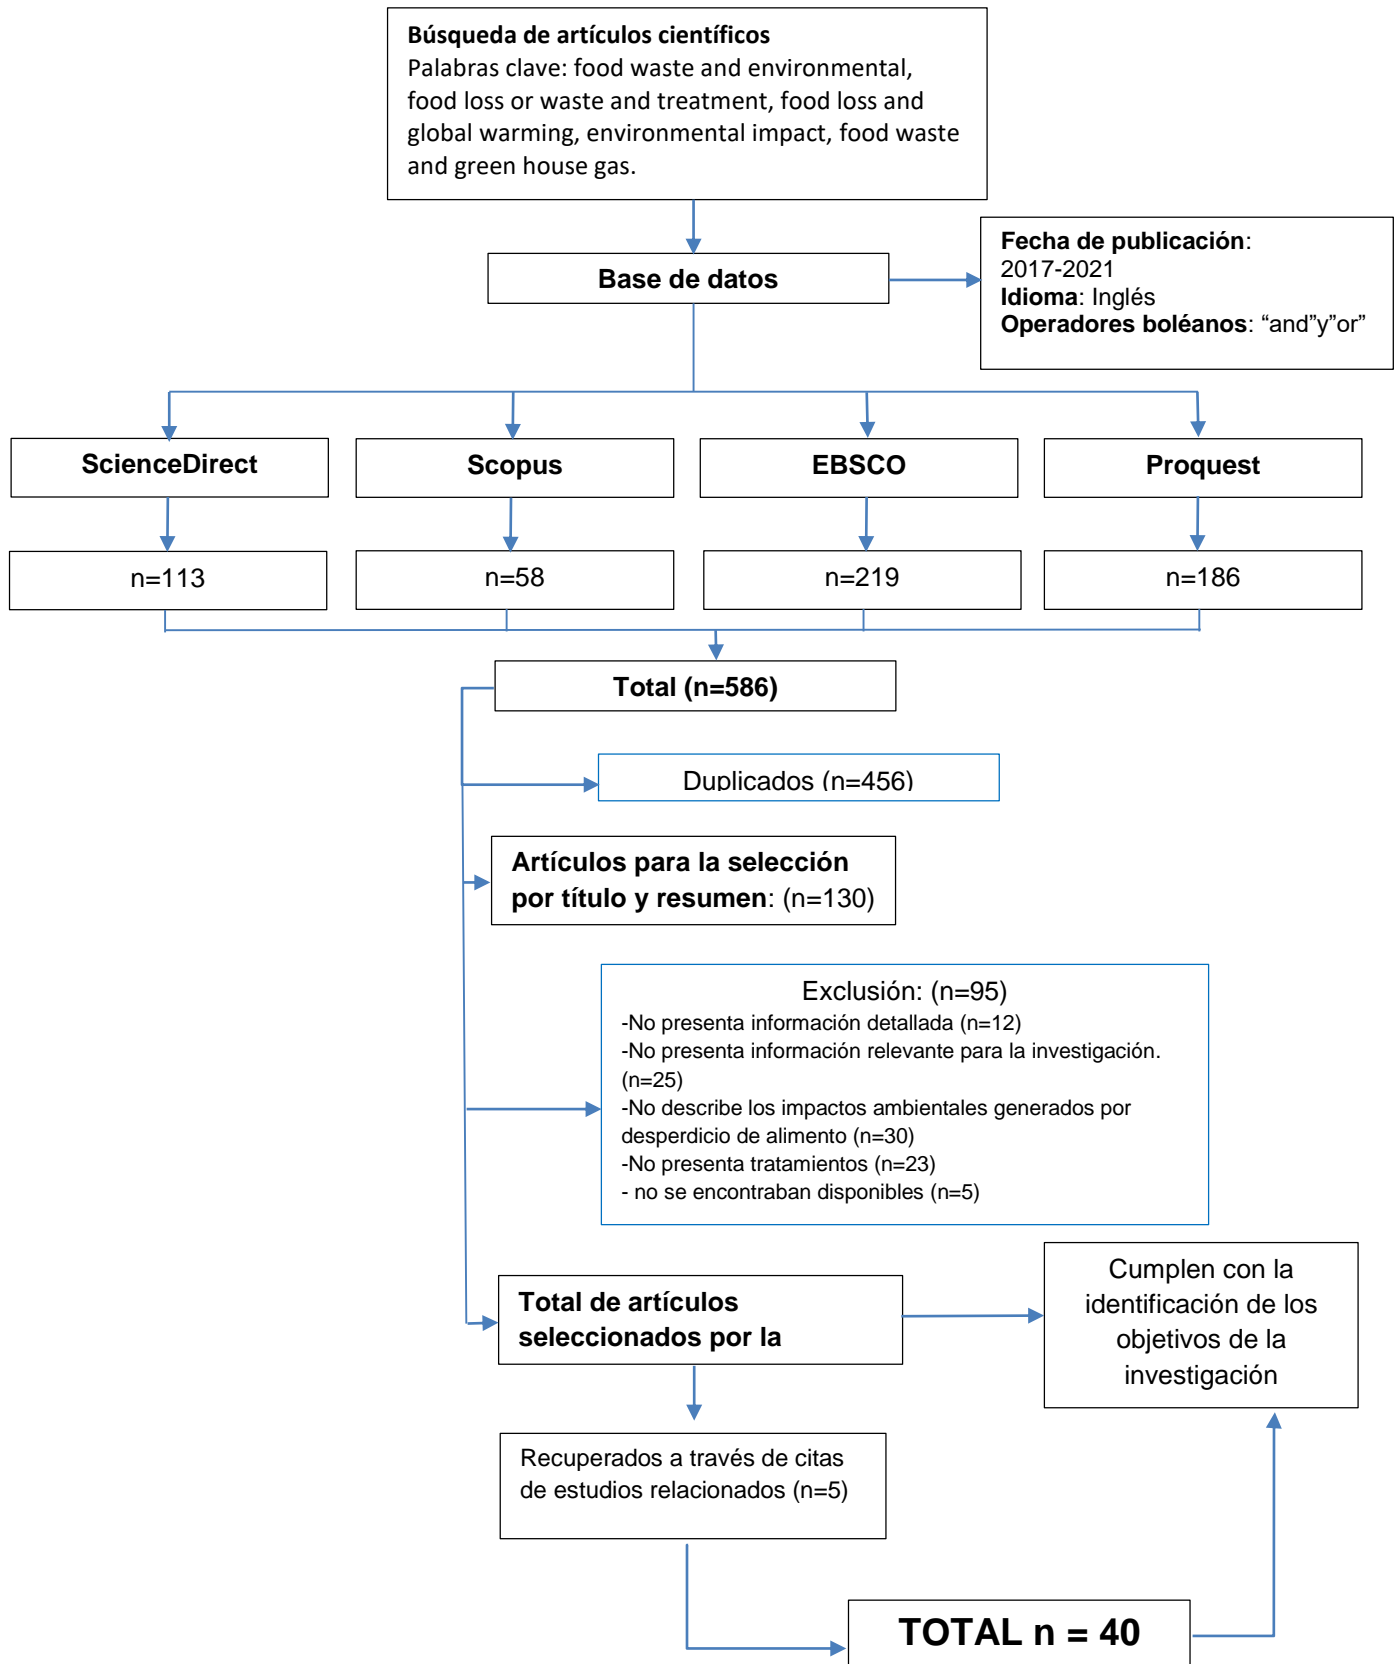 Búsqueda de artículos científicos
Palabras clave: food waste and environmental,
food loss or waste and treatment, food loss and
global warming, environmental impact, food waste
and green house gas.
Base de datos
Fecha de publicación:
2017-2021
Idioma: Inglés
Operadores boléanos: “and”y”or”
ScienceDirect
Scopus
EBSCO
Proquest
n=113
n=58
n=219
n=186
Total (n=586)
Duplicados (n=456)
Artículos para la selección
por título y resumen: (n=130)
Exclusión: (n=95)
-No presenta información detallada (n=12)
-No presenta información relevante para la investigación.
(n=25)
-No describe los impactos ambientales generados por
desperdicio de alimento (n=30)
-No presenta tratamientos (n=23)
- no se encontraban disponibles (n=5)
Total de artículos
seleccionados por la
Cumplen con la
identificación de los
objetivos de la
investigación
Recuperados a través de citas
de estudios relacionados (n=5)
TOTAL n = 40